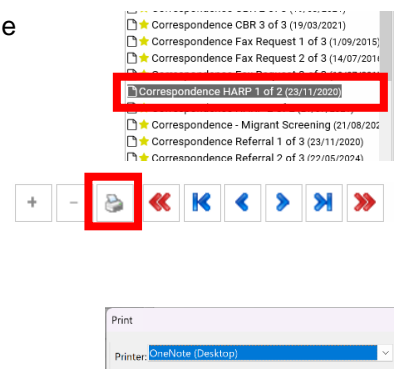 e
Correspondence CBR 3 of 3 (19/03/2021)
Correspondence Fax Request 1 of 3 (1/09/2015)
Correspondence Fax Request 2 of 3 (14/07/201
Correspondence HARP 1 of 2 (23/11/2020)
Correspondence - Migrant Screening (21/08/202
Correspondence Referral 1 of 3 (23/11/2020)
Correspondence Referral 2 of 3 (22/05/2024)
Print
Printer: OneNote (Desktop)